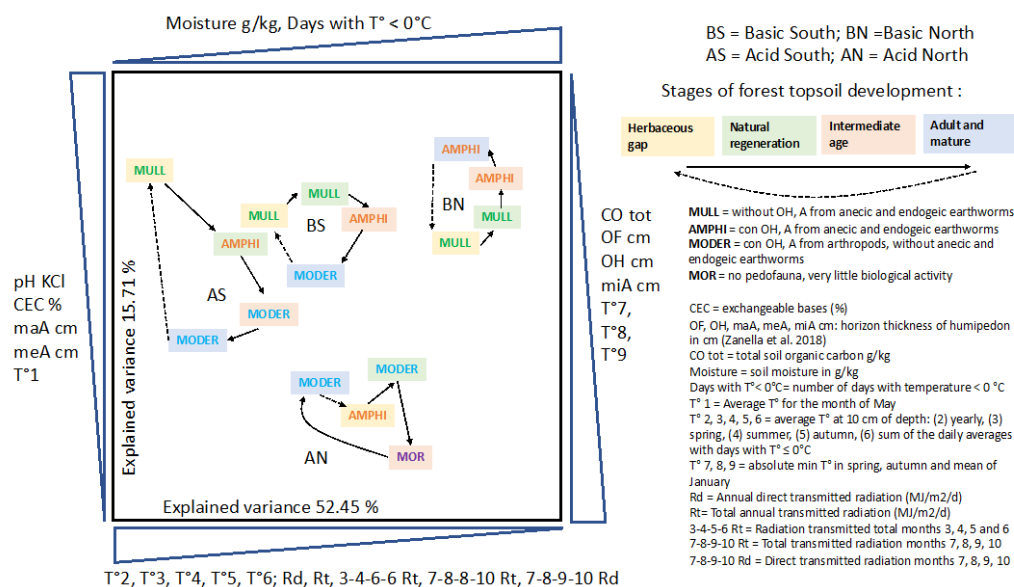 Moisture g/kg, Days with T° < 0°C
BS = Basic South; BN =Basic North
AS = Acid South; AN = Acid North
Stages of forest topsoil development :
Herbaceous
gap
Natural
regeneration
Intermediate
age
Adult and
mature
pH KCl
CEC %
maA cm
meA cm
T°1
Explained variance 15.71 %
MULL
AMPHI
AS
MODER
MODER
MULL
MULL
BS
AMPHI
MODER
AMPHI
AMPHI
BN
MULL
MULL
MODER
MODER
AMPHI
AN
MOR
Explained variance 52.45 %
CO tot
OF cm
OH cm
miA cm
T°7,
T°8,
T°9
MULL = without OH, A from anecic and endogeic earthworms
AMPHI = con OH, A from anecic and endogeic earthworms
MODER = con OH, A from arthropods, without anecic and
endogeic earthworms
MOR = no pedofauna, very little biological activity
CEC = exchangeable bases (%)
OF, OH, maA, meA, miA cm: horizon thickness of humipedon
in cm (Zanella et al. 2018)
CO tot = total soil organic carbon g/kg
Moisture = soil moisture in g/kg
Days with T°< 0°C= number of days with temperature < 0 °C
T° 1 = Average T° for the month of May
T° 2, 3, 4, 5, 6 = average T° at 10 cm of depth: (2) yearly, (3)
spring, (4) summer, (5) autumn, (6) sum of the daily averages
with days with T° ≤ 0°C
T° 7, 8, 9 = absolute min T° in spring, autumn and mean of
January
Rd = Annual direct transmitted radiation (MJ/m2/d)
Rt= Total annual transmitted radiation (MJ/m2/d)
3-4-5-6 Rt = Radiation transmitted total months 3, 4, 5 and 6
7-8-9-10 Rt = Total transmitted radiation months 7, 8, 9, 10
7-8-9-10 Rd = Direct transmitted radiation months 7, 8, 9, 10
T°2, T°3, T°4, T°5, T°6; Rd, Rt, 3-4-6-6 Rt, 7-8-8-10 Rt, 7-8-9-10 Rd